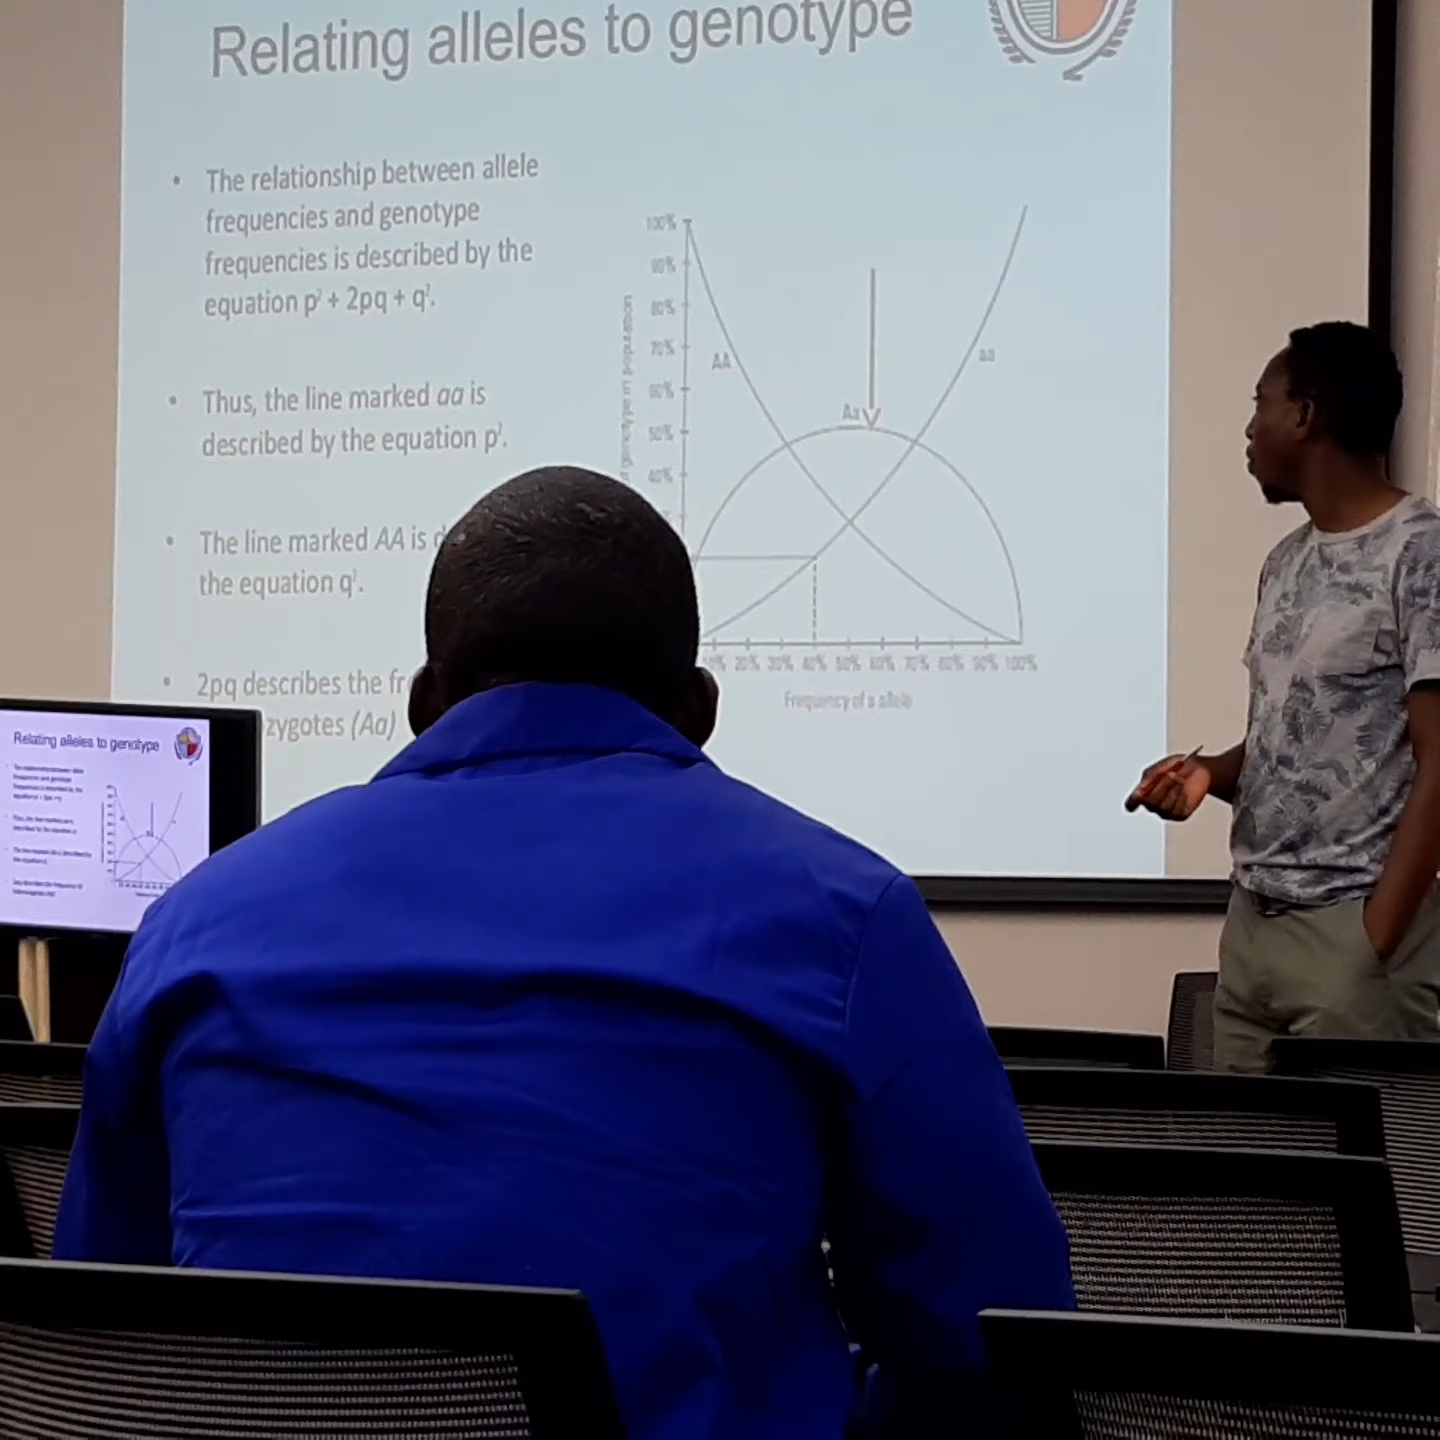 Relating alleles to genotype
• The relationship between allele
frequencies and genotype
frequencies is described by the
equation p² + 2pq + q².
• Thus, the line marked aa is
described by the equation p².
• The line marked AA is
the equation q².
• 2pq describes the
zygotes (Aa)
100%
90%
80%
70%
60%
50%
40%
genotype in population
AA
Aa
aa
20% 30% 40% 50% 60% 70% 80% 90% 100%
Frequency of a allele
Relating alleles to genotype